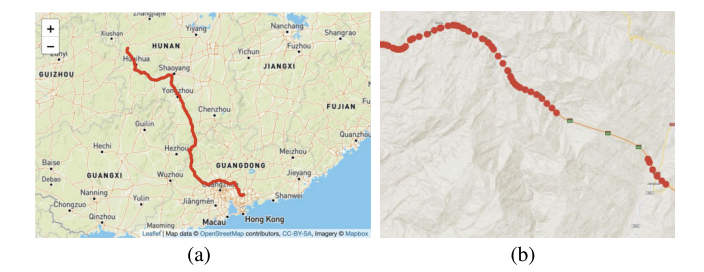 Zhangjiajie
Nanchang
Yiyang
Shangrao
Xiushan
HUNAN
Fuzhou
Yichun
Huaihua
JIANGXI
Shaoyang
GUIZHOU
Yongzhou
FUJIAN
Chenzhou
Guilin
Quanzhou
Hechi
Meizhou
Hezhou
Baise
GUANGDONG
Jieyang
GUANGXI
Wuzhou
Debao
Guangzhou
Nanning
Yulin
Shanwei
Chongzuo
Jiāngmén
Qinzhou
Macau
Hong Kong
Maoming
Leaflet | Map data © OpenStreetMap contributors, CC-BY-SA, Imagery © Mapbox
(a)
(b)